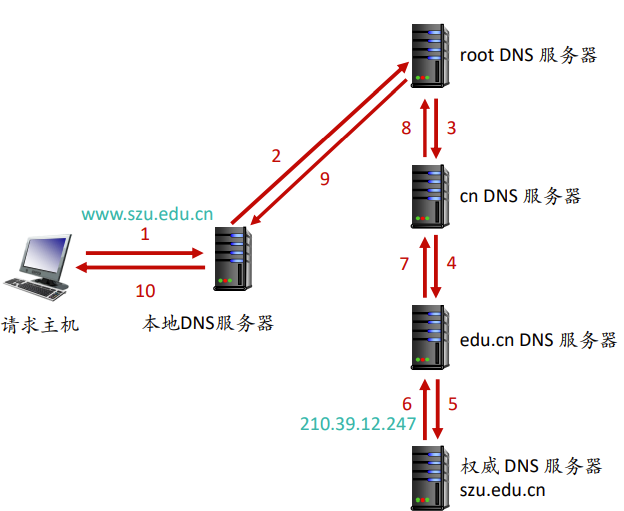 root DNS 服务器
2
9
8
3
www.szu.edu.cn
1
10
cn DNS 服务器
7
4
请求主机
本地DNS服务器
edu.cn DNS 服务器
6
5
210.39.12.247
权威 DNS 服务器
szu.edu.cn